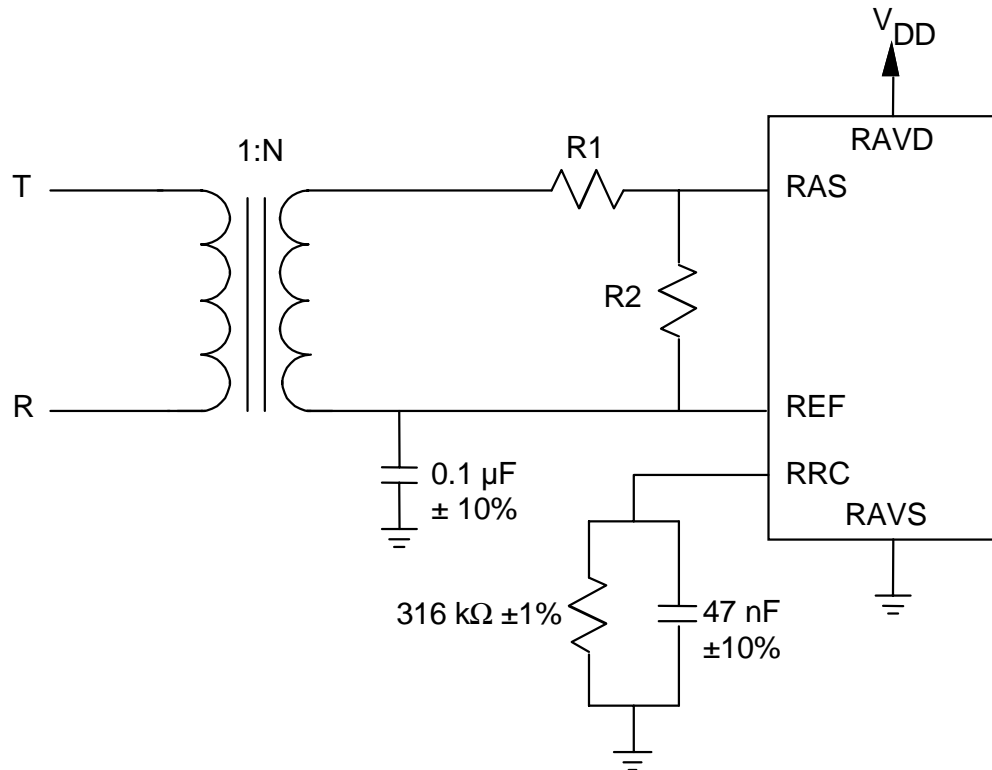 VDD
RAVD
1:N
R1
T
RAS
R2
R
REF
0.1 µF
± 10%
RRC
RAVS
316 kΩ ±1%
47 nF
±10%